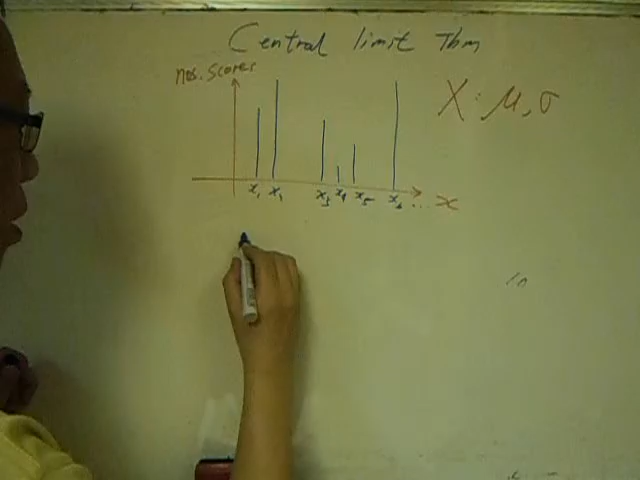 Central limit Thm
nos. scores
X: μ, σ
x₁ x₂ x₃ x₄ x₅ x₆ ... x